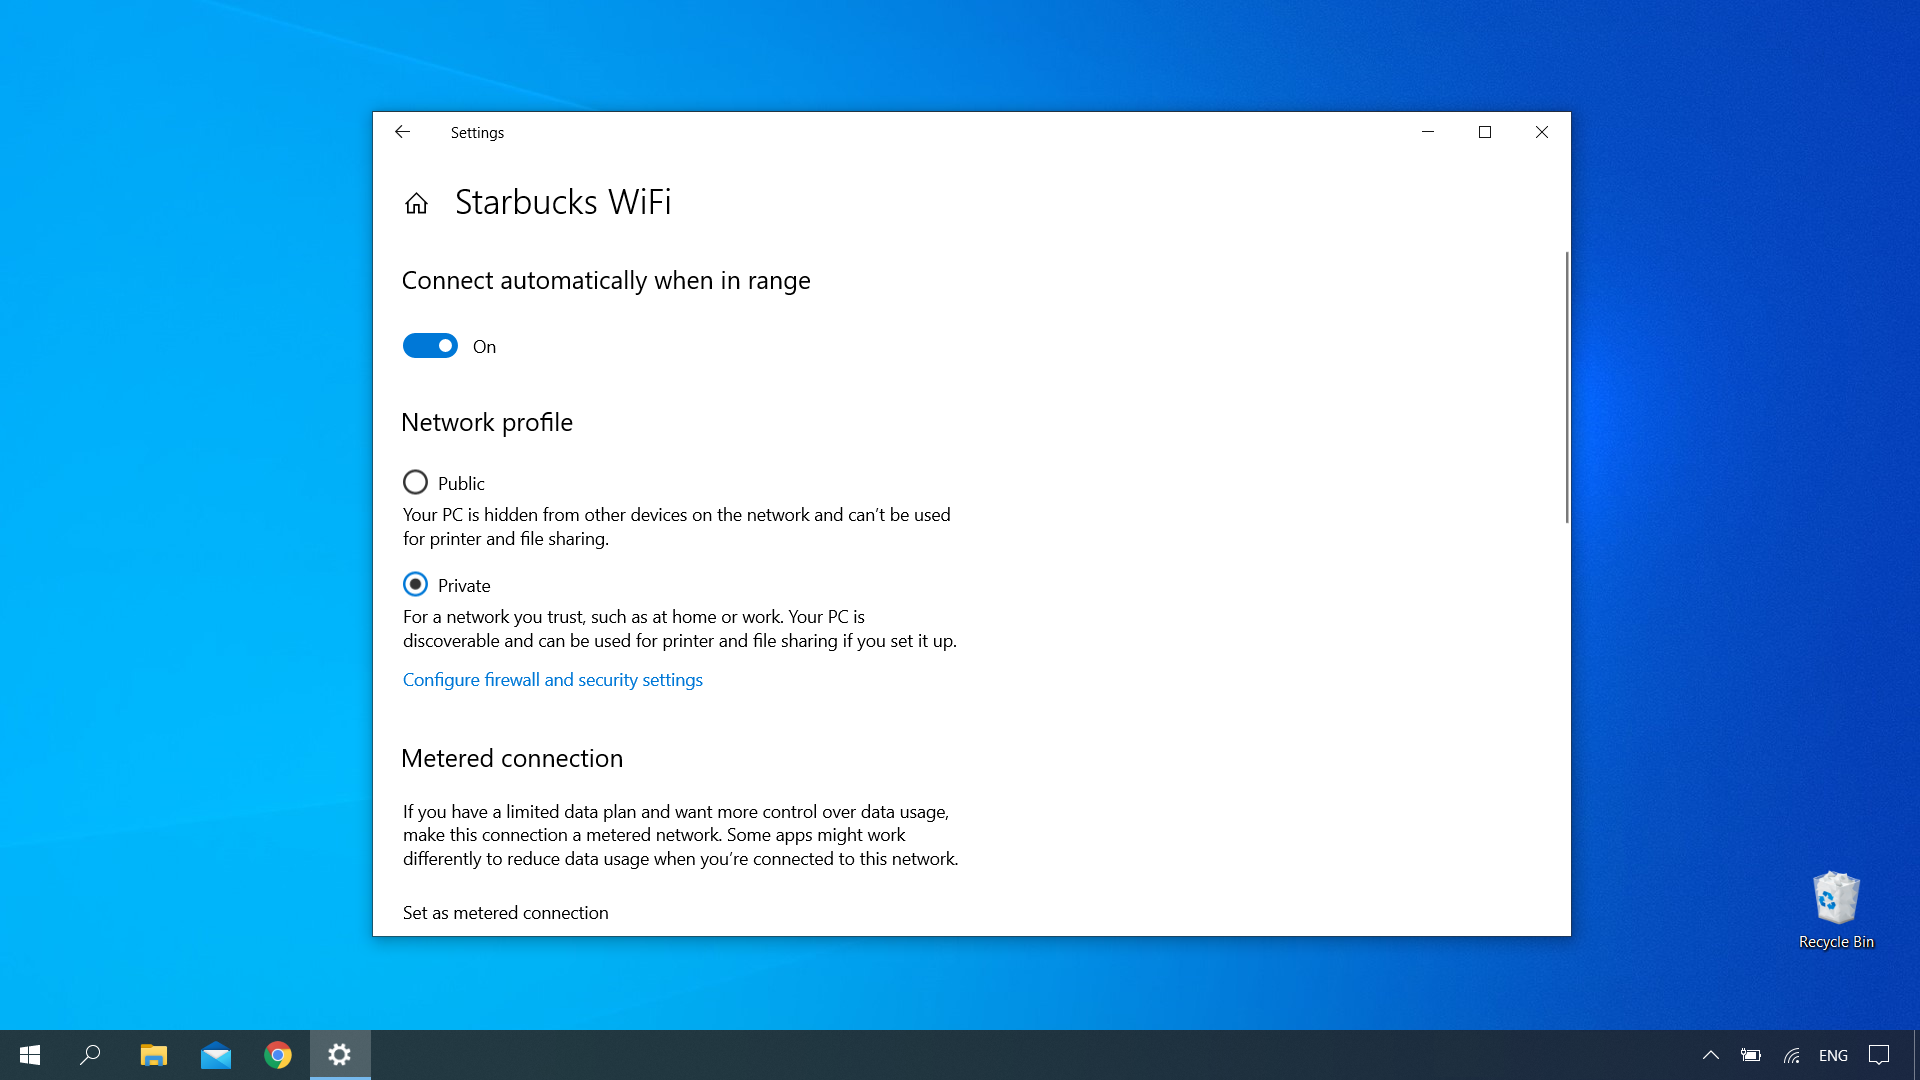 Settings
Starbucks WiFi
Connect automatically when in range
On
Network profile
Public
Your PC is hidden from other devices on the network and can’t be used
for printer and file sharing.
Private
For a network you trust, such as at home or work. Your PC is
discoverable and can be used for printer and file sharing if you set it up.
Configure firewall and security settings
Metered connection
If you have a limited data plan and want more control over data usage,
make this connection a metered network. Some apps might work
differently to reduce data usage when you’re connected to this network.
Set as metered connection
Recycle Bin
ENG